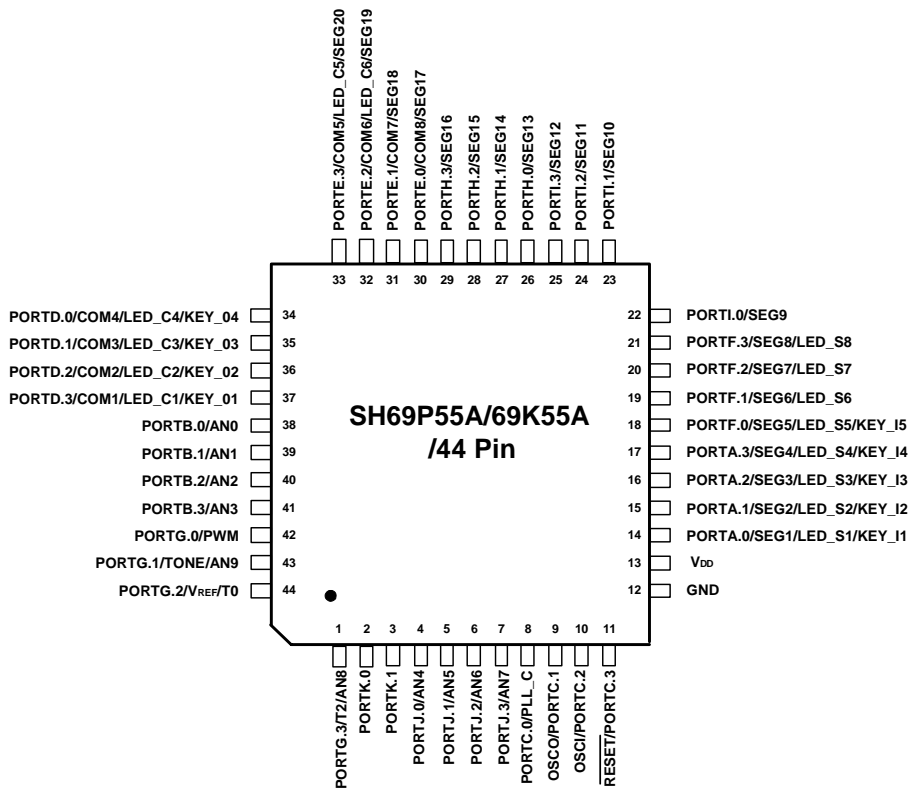 PORTE.3/COM5/LED_C5/SEG20
PORTE.2/COM6/LED_C6/SEG19
PORTE.1/COM7/SEG18
PORTE.0/COM8/SEG17
PORTH.3/SEG16
PORTH.2/SEG15
PORTH.1/SEG14
PORTH.0/SEG13
PORTI.3/SEG12
PORTI.2/SEG11
PORTI.1/SEG10
33 32 31 30 29 28 27 26 25 24 23
PORTD.0/COM4/LED_C4/KEY_04 34
PORTD.1/COM3/LED_C3/KEY_03 35
PORTD.2/COM2/LED_C2/KEY_02 36
PORTD.3/COM1/LED_C1/KEY_01 37
PORTB.0/AN0 38
PORTB.1/AN1 39
PORTB.2/AN2 40
PORTB.3/AN3 41
PORTG.0/PWM 42
PORTG.1/TONE/AN9 43
PORTG.2/VREF/T0 44
SH69P55A/69K55A
/44 Pin
22 PORTI.0/SEG9
21 PORTF.3/SEG8/LED_S8
20 PORTF.2/SEG7/LED_S7
19 PORTF.1/SEG6/LED_S6
18 PORTF.0/SEG5/LED_S5/KEY_I5
17 PORTA.3/SEG4/LED_S4/KEY_I4
16 PORTA.2/SEG3/LED_S3/KEY_I3
15 PORTA.1/SEG2/LED_S2/KEY_I2
14 PORTA.0/SEG1/LED_S1/KEY_I1
13 VDD
12 GND
1 2 3 4 5 6 7 8 9 10 11
PORTG.3/T2/AN8
PORTK.0
PORTK.1
PORTJ.0/AN4
PORTJ.1/AN5
PORTJ.2/AN6
PORTJ.3/AN7
PORTC.0/PLL_C
OSCO/PORTC.1
OSCI/PORTC.2
RESET/PORTC.3